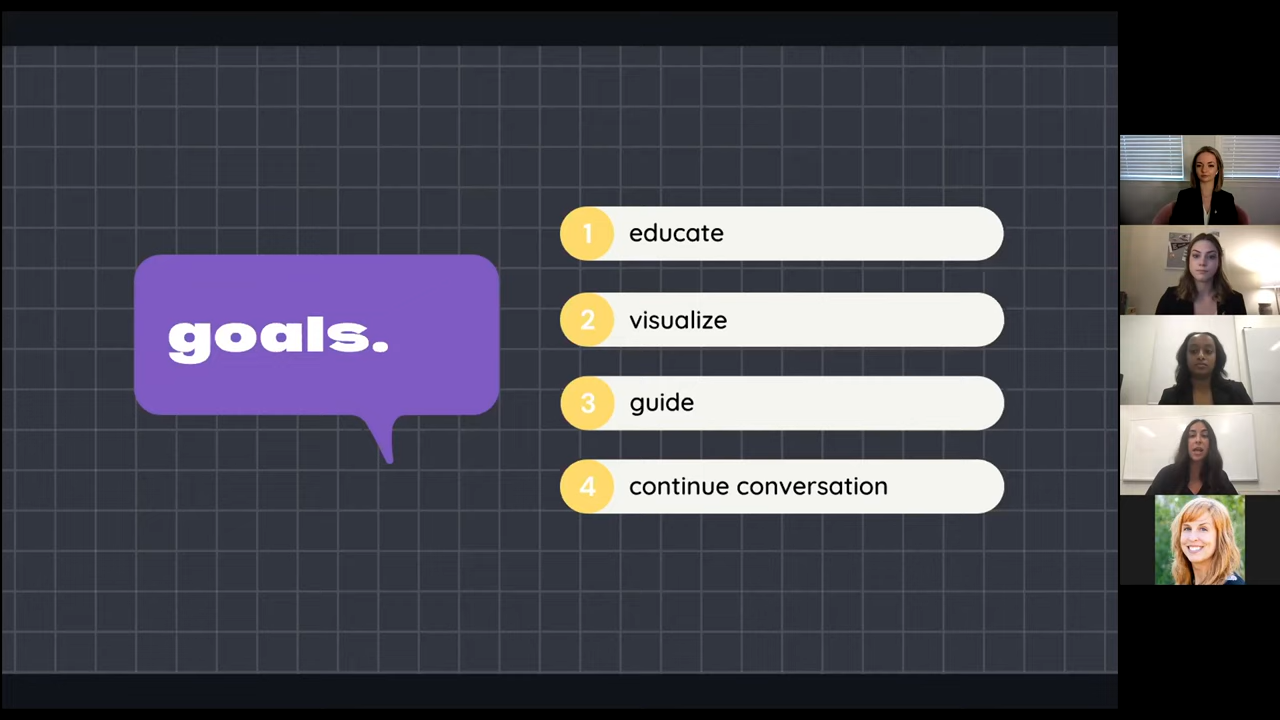 goals.
1 educate
2 visualize
3 guide
4 continue conversation